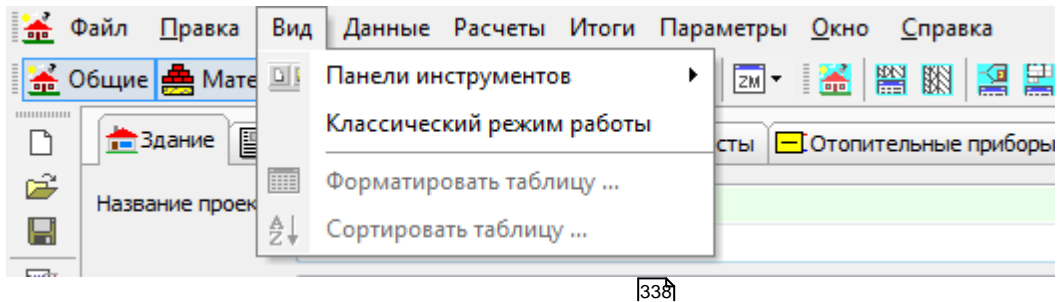 Файл Правка Вид Данные Расчеты Итоги Параметры Окно Справка
Общие Мате Панели инструментов ZM
Здание Классический режим работы сты Отопительные приборы
Форматировать таблицу ...
Название проек
Сортировать таблицу ...
338